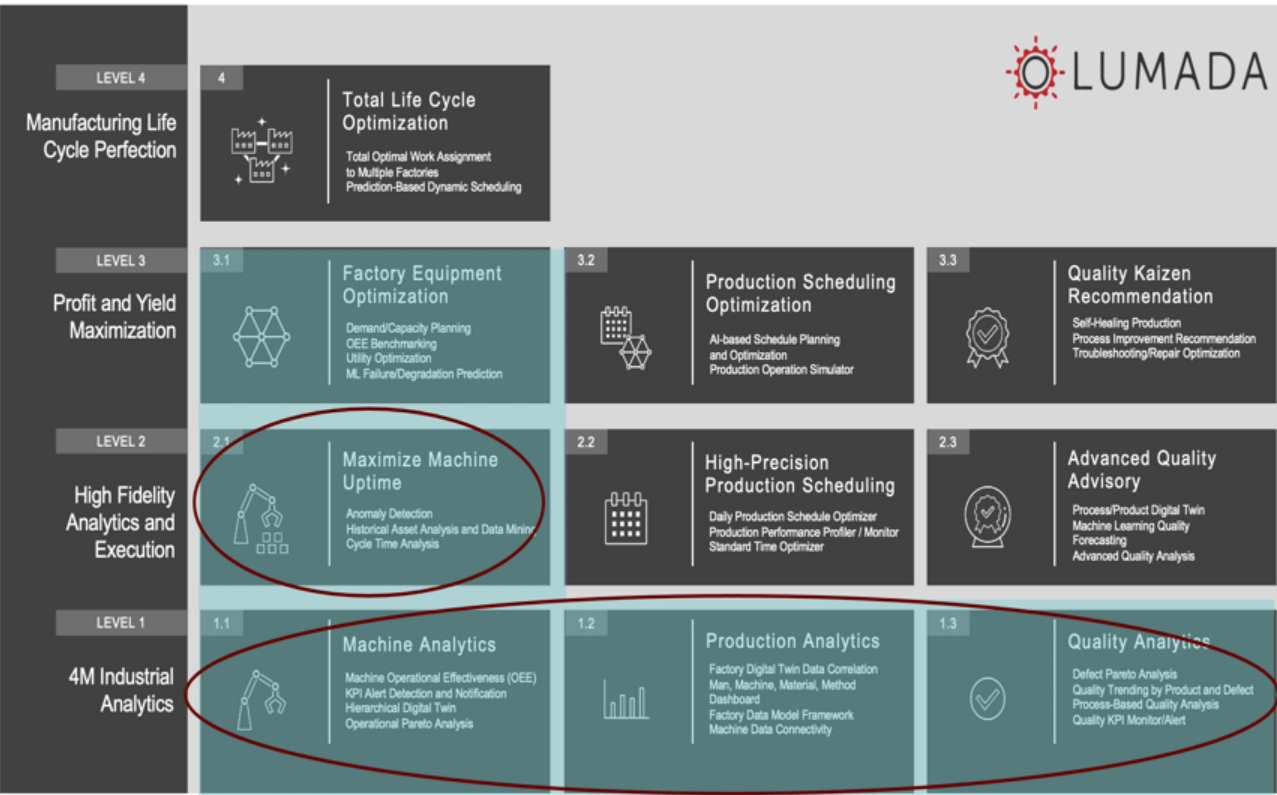 LUMADA
LEVEL 4
Manufacturing Life
Cycle Perfection
4
Total Life Cycle
Optimization
Total Optimal Work Assignment
to Multiple Factories
Prediction-Based Dynamic Scheduling
LEVEL 3
Profit and Yield
Maximization
3.1
Factory Equipment
Optimization
Demand/Capacity Planning
OEE Benchmarking
Utility Optimization
ML Failure/Degradation Prediction
3.2
Production Scheduling
Optimization
AI-based Schedule Planning
and Optimization
Production Operation Simulator
3.3
Quality Kaizen
Recommendation
Self-Healing Production
Process Improvement Recommendation
Troubleshooting/Repair Optimization
LEVEL 2
High Fidelity
Analytics and
Execution
2.1
Maximize Machine
Uptime
Anomaly Detection
Historical Asset Analysis and Data Mining
Cycle Time Analysis
2.2
High-Precision
Production Scheduling
Daily Production Schedule Optimizer
Production Performance Profiler / Monitor
Standard Time Optimizer
2.3
Advanced Quality
Advisory
Process/Product Digital Twin
Machine Learning Quality
Forecasting
Advanced Quality Analysis
LEVEL 1
4M Industrial
Analytics
1.1
Machine Analytics
Machine Operational Effectiveness (OEE)
KPI Alert Detection and Notification
Hierarchical Digital Twin
Operational Pareto Analysis
1.2
Production Analytics
Factory Digital Twin Data Correlation
Man, Machine, Material, Method
Dashboard
Factory Data Model Framework
Machine Data Connectivity
1.3
Quality Analytics
Defect Pareto Analysis
Quality Trending by Product and Defect
Process-Based Quality Analysis
Quality KPI Monitor/Alert